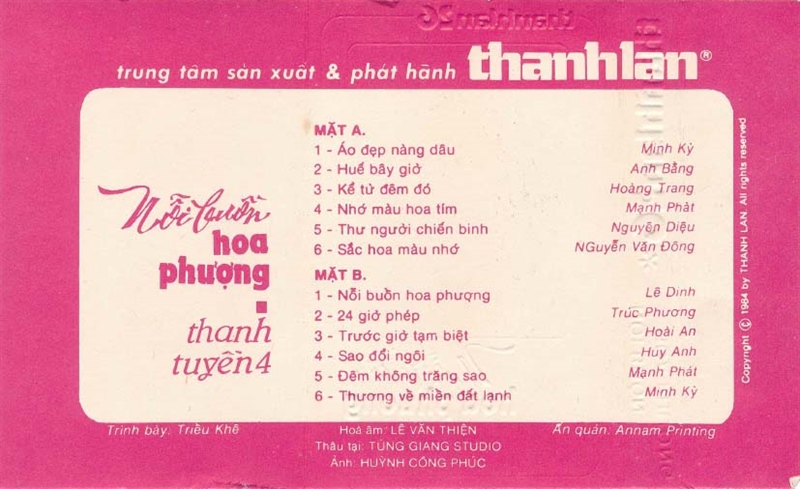 thanhlan 26
trung tâm sản xuất & phát hành thanhlan®
MẶT A.
1 - Áo đẹp nàng dâu Minh Kỳ
2 - Huế bây giờ Anh Bằng
3 - Kể từ đêm đó Hoàng Trang
4 - Nhớ màu hoa tím Mạnh Phát
5 - Thư người chiến binh Nguyên Diệu
6 - Sắc hoa màu nhớ NGuyễn Văn Đông
Nỗi buồn
hoa
phượng
thanh
tuyền 4
MẶT B.
1 - Nỗi buồn hoa phượng Lê Dinh
2 - 24 giờ phép Trúc Phương
3 - Trước giờ tạm biệt Hoài An
4 - Sao đổi ngôi Huy Anh
5 - Đêm không trăng sao Mạnh Phát
6 - Thương về miền đất lạnh Minh Kỳ
Copyright © 1984 by THANH LAN. All rights reserved
Trình bày: Triều Khê
Hoà âm: LÊ VĂN THIỆN
Ấn quán: Annam Printing
Thâu tại: TÙNG GIANG STUDIO
Ảnh: HUỲNH CÔNG PHÚC